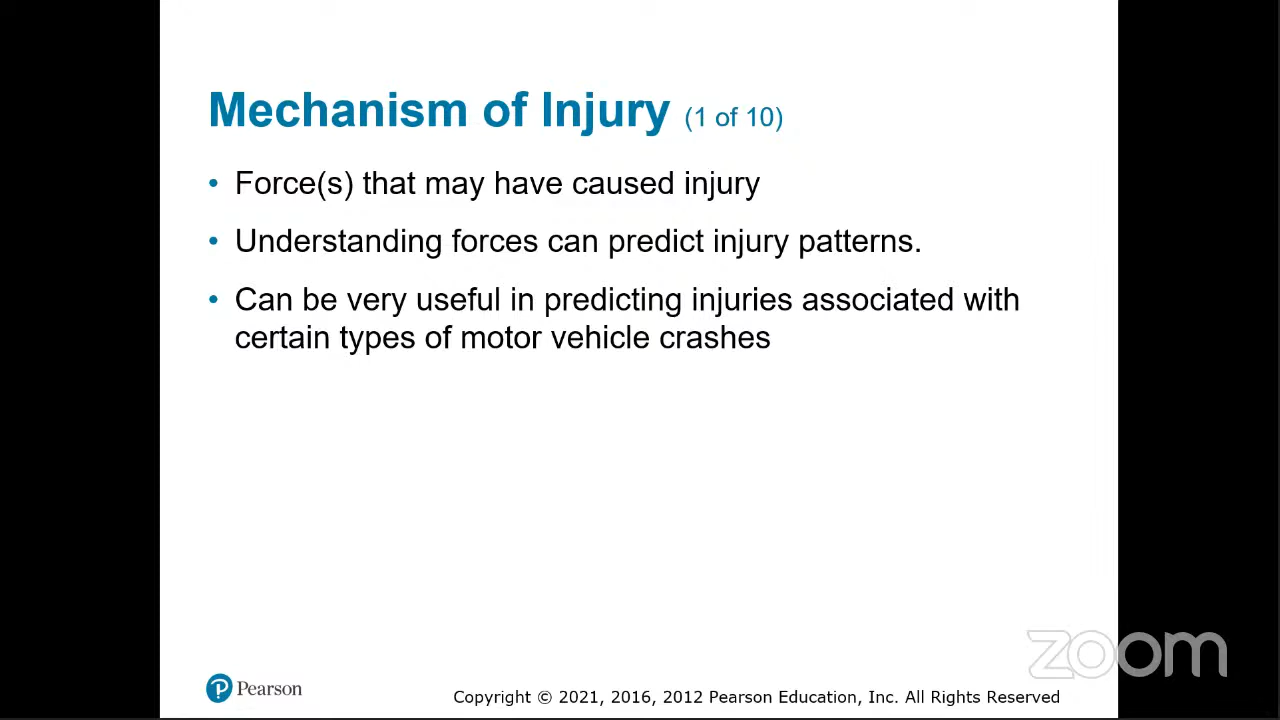 Mechanism of Injury (1 of 10)
• Force(s) that may have caused injury
• Understanding forces can predict injury patterns.
• Can be very useful in predicting injuries associated with
certain types of motor vehicle crashes
zoom
Pearson
Copyright © 2021, 2016, 2012 Pearson Education, Inc. All Rights Reserved